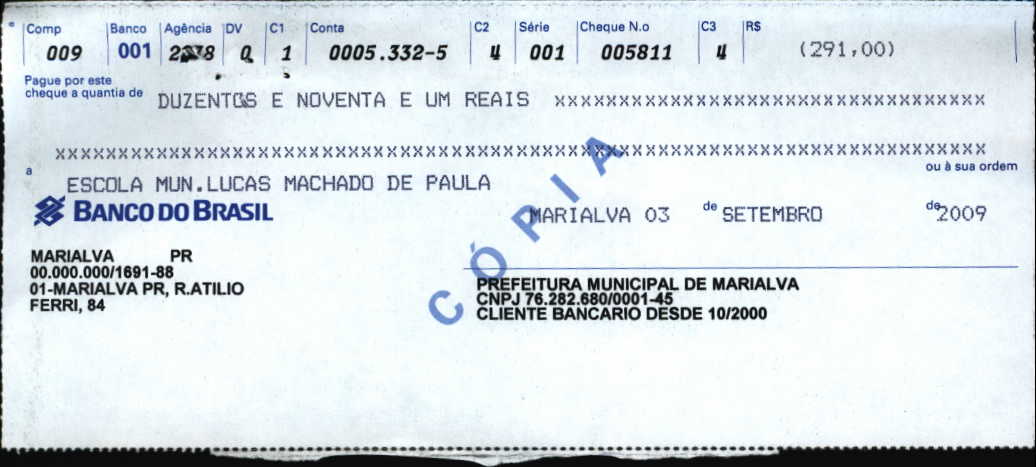 Comp Banco Agência DV C1 Conta C2 Série Cheque N.o C3 R$
009 001 0 1 0005.332-5 4 001 005811 4 (291,00)
Pague por este
cheque a quantia de DUZENTOS E NOVENTA E UM REAIS xxxxxxxxxxxxxxxxxxxxxxxxxxxxxxxxxx
xxxxxxxxxxxxxxxxxxxxxxxxxxxxxxxxxxxxxxxxxxxxxxxxxxxxxxxxxxxxxxxxxxxxxxxxxx
a ESCOLA MUN.LUCAS MACHADO DE PAULA ou à sua ordem
BANCO DO BRASIL
MARIALVA 03 de SETEMBRO de 2009
CÓPIA
MARIALVA PR
00.000.000/1691-88
01-MARIALVA PR, R.ATILIO
FERRI, 84
PREFEITURA MUNICIPAL DE MARIALVA
CNPJ 76.282.680/0001-45
CLIENTE BANCARIO DESDE 10/2000